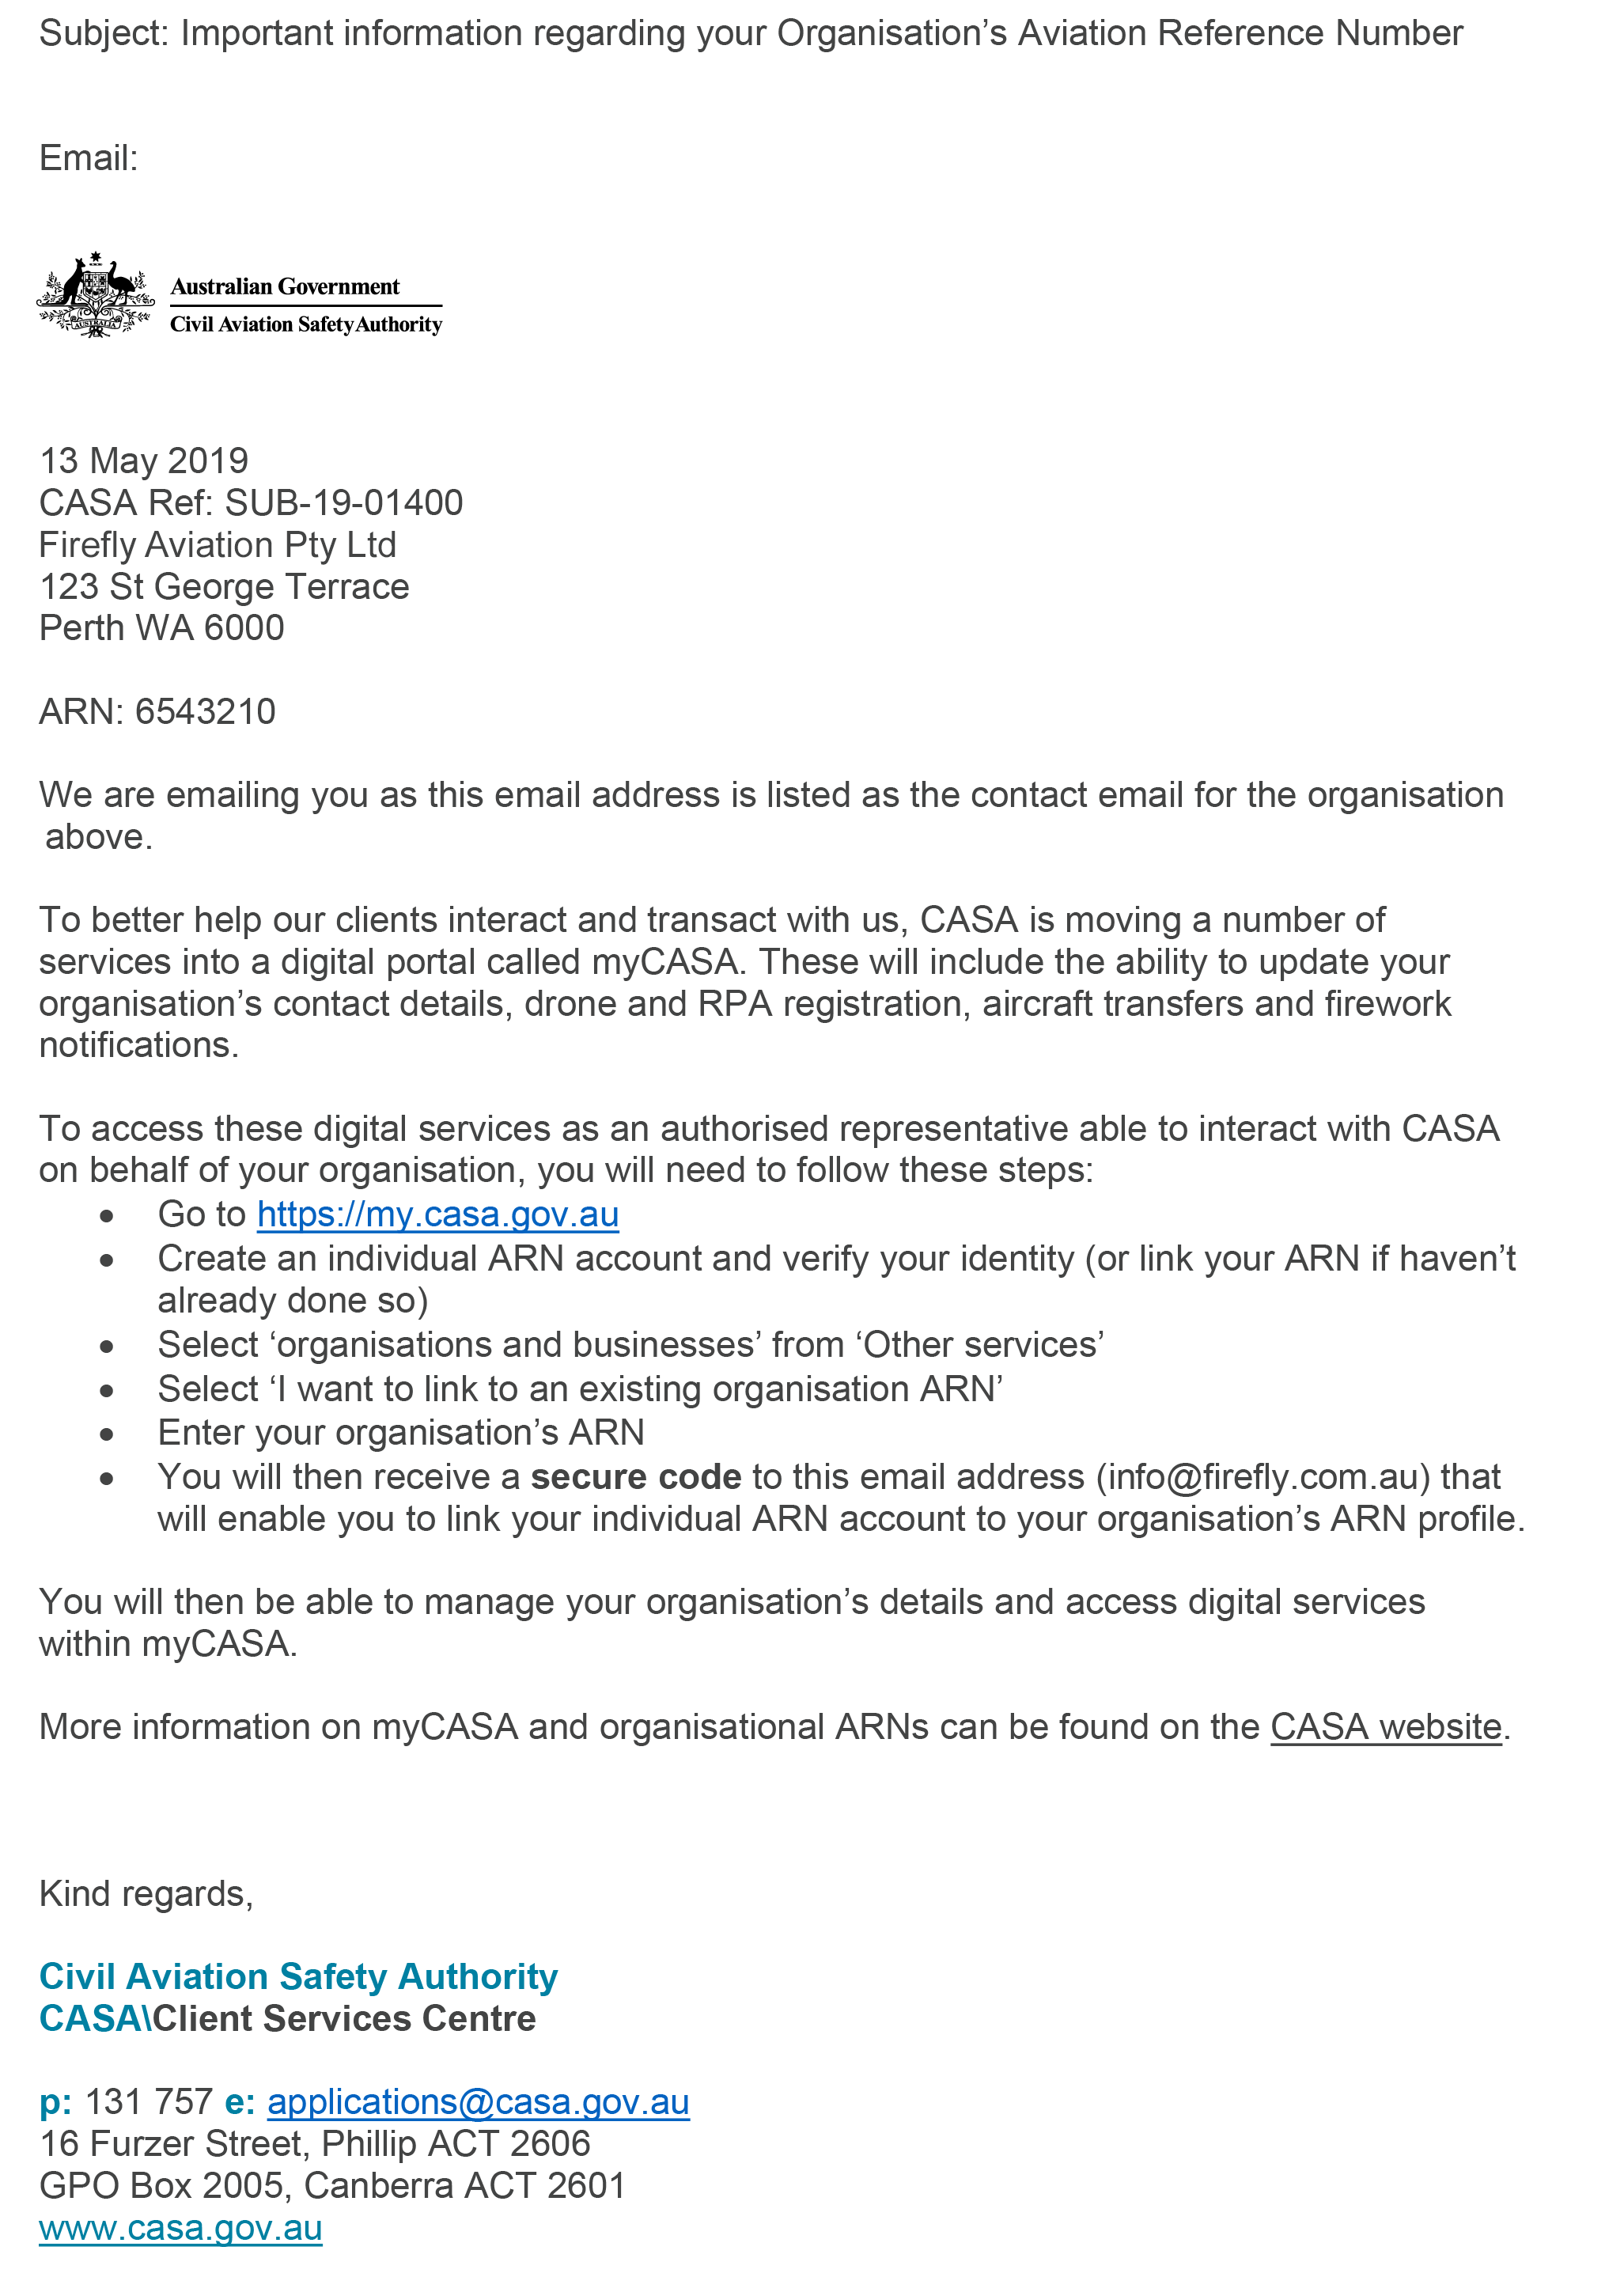 Subject: Important information regarding your Organisation’s Aviation Reference Number
Email:
AUSTRALIA
Australian Government
Civil Aviation Safety Authority
13 May 2019
CASA Ref: SUB-19-01400
Firefly Aviation Pty Ltd
123 St George Terrace
Perth WA 6000
ARN: 6543210
We are emailing you as this email address is listed as the contact email for the organisation
above.
To better help our clients interact and transact with us, CASA is moving a number of
services into a digital portal called myCASA. These will include the ability to update your
organisation’s contact details, drone and RPA registration, aircraft transfers and firework
notifications.
To access these digital services as an authorised representative able to interact with CASA
on behalf of your organisation, you will need to follow these steps:
• Go to https://my.casa.gov.au
• Create an individual ARN account and verify your identity (or link your ARN if haven’t
already done so)
• Select ‘organisations and businesses’ from ‘Other services’
• Select ‘I want to link to an existing organisation ARN’
• Enter your organisation’s ARN
• You will then receive a secure code to this email address (info@firefly.com.au) that
will enable you to link your individual ARN account to your organisation’s ARN profile.
You will then be able to manage your organisation’s details and access digital services
within myCASA.
More information on myCASA and organisational ARNs can be found on the CASA website.
Kind regards,
Civil Aviation Safety Authority
CASA\Client Services Centre
p: 131 757 e: applications@casa.gov.au
16 Furzer Street, Phillip ACT 2606
GPO Box 2005, Canberra ACT 2601
www.casa.gov.au